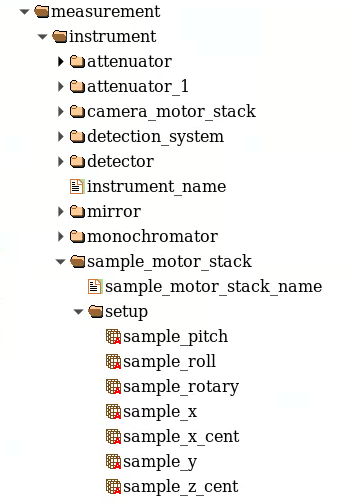 measurement
instrument
attenuator
attenuator_1
camera_motor_stack
detection_system
detector
instrument_name
mirror
monochromator
sample_motor_stack
sample_motor_stack_name
setup
sample_pitch
sample_roll
sample_rotary
sample_x
sample_x_cent
sample_y
sample_z_cent